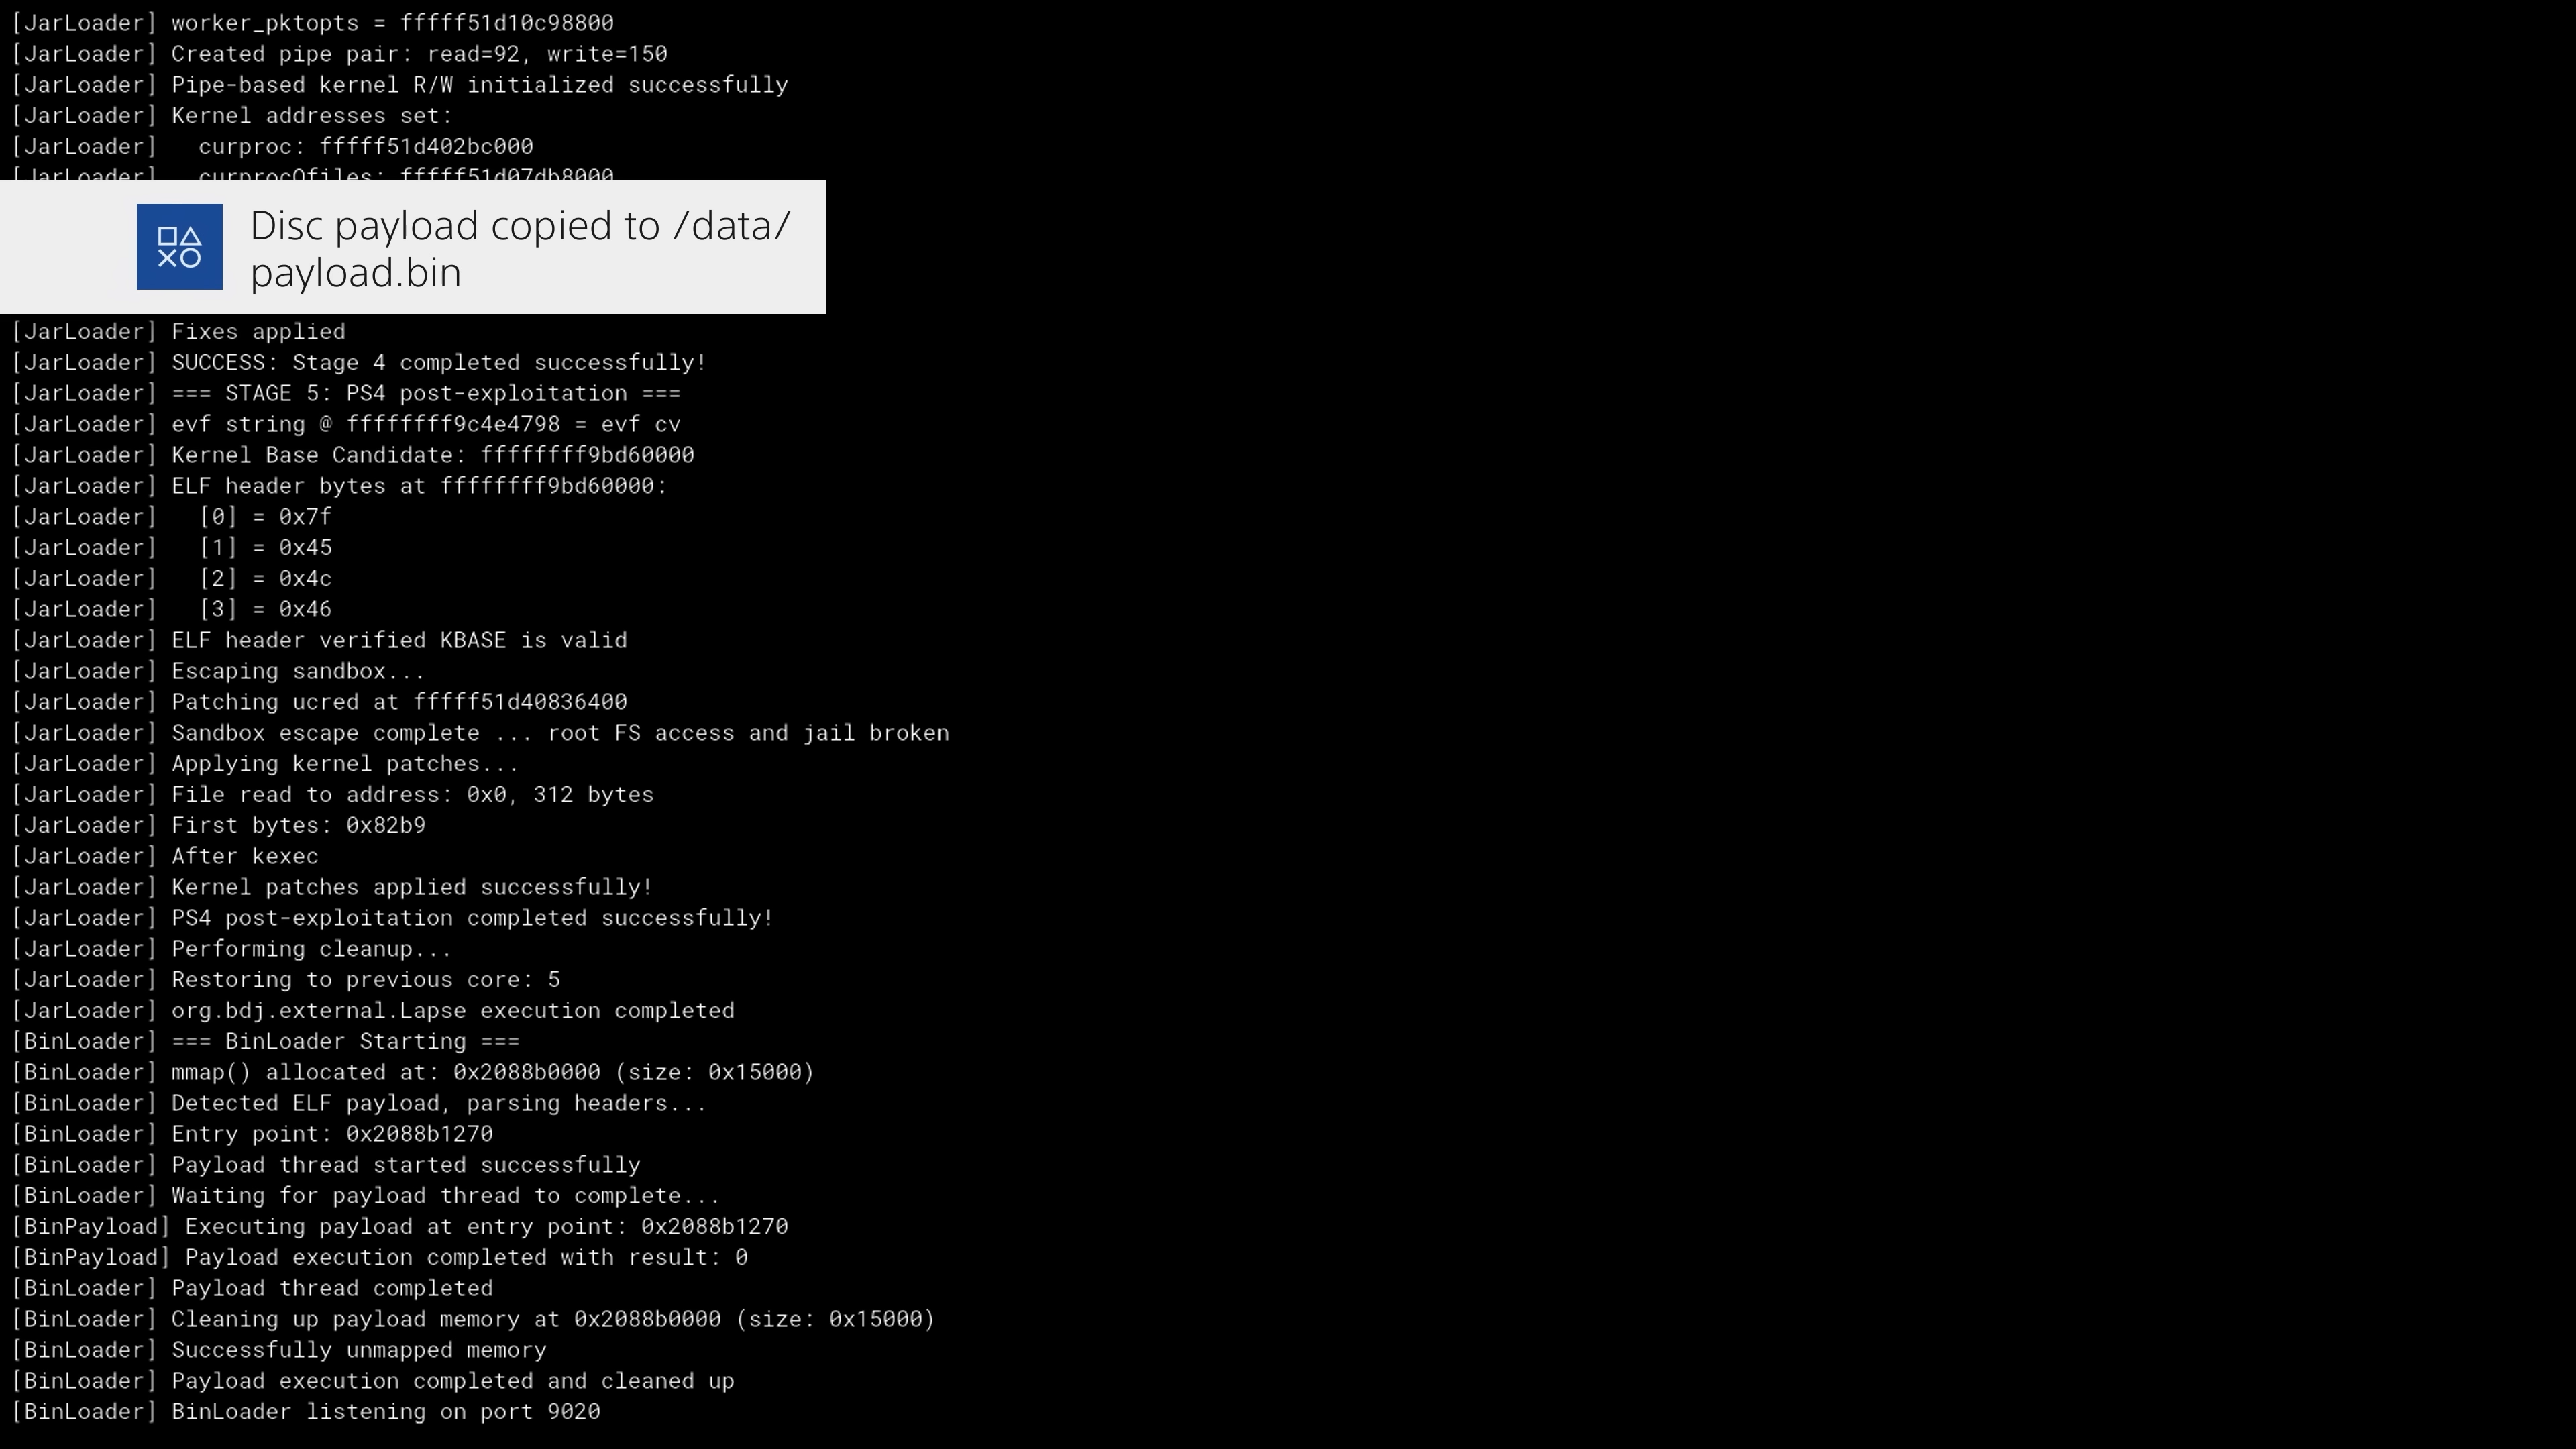 [JarLoader] worker_pktopts = fffff51d10c98800
[JarLoader] Created pipe pair: read=92, write=150
[JarLoader] Pipe-based kernel R/W initialized successfully
[JarLoader] Kernel addresses set:
[JarLoader]   curproc: fffff51d402bc000
[JarLoader]   curprocOfiles: fffff51d07db8000
Disc payload copied to /data/
payload.bin
[JarLoader] Fixes applied
[JarLoader] SUCCESS: Stage 4 completed successfully!
[JarLoader] === STAGE 5: PS4 post-exploitation ===
[JarLoader] evf string @ ffffffff9c4e4798 = evf cv
[JarLoader] Kernel Base Candidate: ffffffff9bd60000
[JarLoader] ELF header bytes at ffffffff9bd60000:
[JarLoader]   [0] = 0x7f
[JarLoader]   [1] = 0x45
[JarLoader]   [2] = 0x4c
[JarLoader]   [3] = 0x46
[JarLoader] ELF header verified KBASE is valid
[JarLoader] Escaping sandbox...
[JarLoader] Patching ucred at fffff51d40836400
[JarLoader] Sandbox escape complete ... root FS access and jail broken
[JarLoader] Applying kernel patches...
[JarLoader] File read to address: 0x0, 312 bytes
[JarLoader] First bytes: 0x82b9
[JarLoader] After kexec
[JarLoader] Kernel patches applied successfully!
[JarLoader] PS4 post-exploitation completed successfully!
[JarLoader] Performing cleanup...
[JarLoader] Restoring to previous core: 5
[JarLoader] org.bdj.external.Lapse execution completed
[BinLoader] === BinLoader Starting ===
[BinLoader] mmap() allocated at: 0x2088b0000 (size: 0x15000)
[BinLoader] Detected ELF payload, parsing headers...
[BinLoader] Entry point: 0x2088b1270
[BinLoader] Payload thread started successfully
[BinLoader] Waiting for payload thread to complete...
[BinPayload] Executing payload at entry point: 0x2088b1270
[BinPayload] Payload execution completed with result: 0
[BinLoader] Payload thread completed
[BinLoader] Cleaning up payload memory at 0x2088b0000 (size: 0x15000)
[BinLoader] Successfully unmapped memory
[BinLoader] Payload execution completed and cleaned up
[BinLoader] BinLoader listening on port 9020